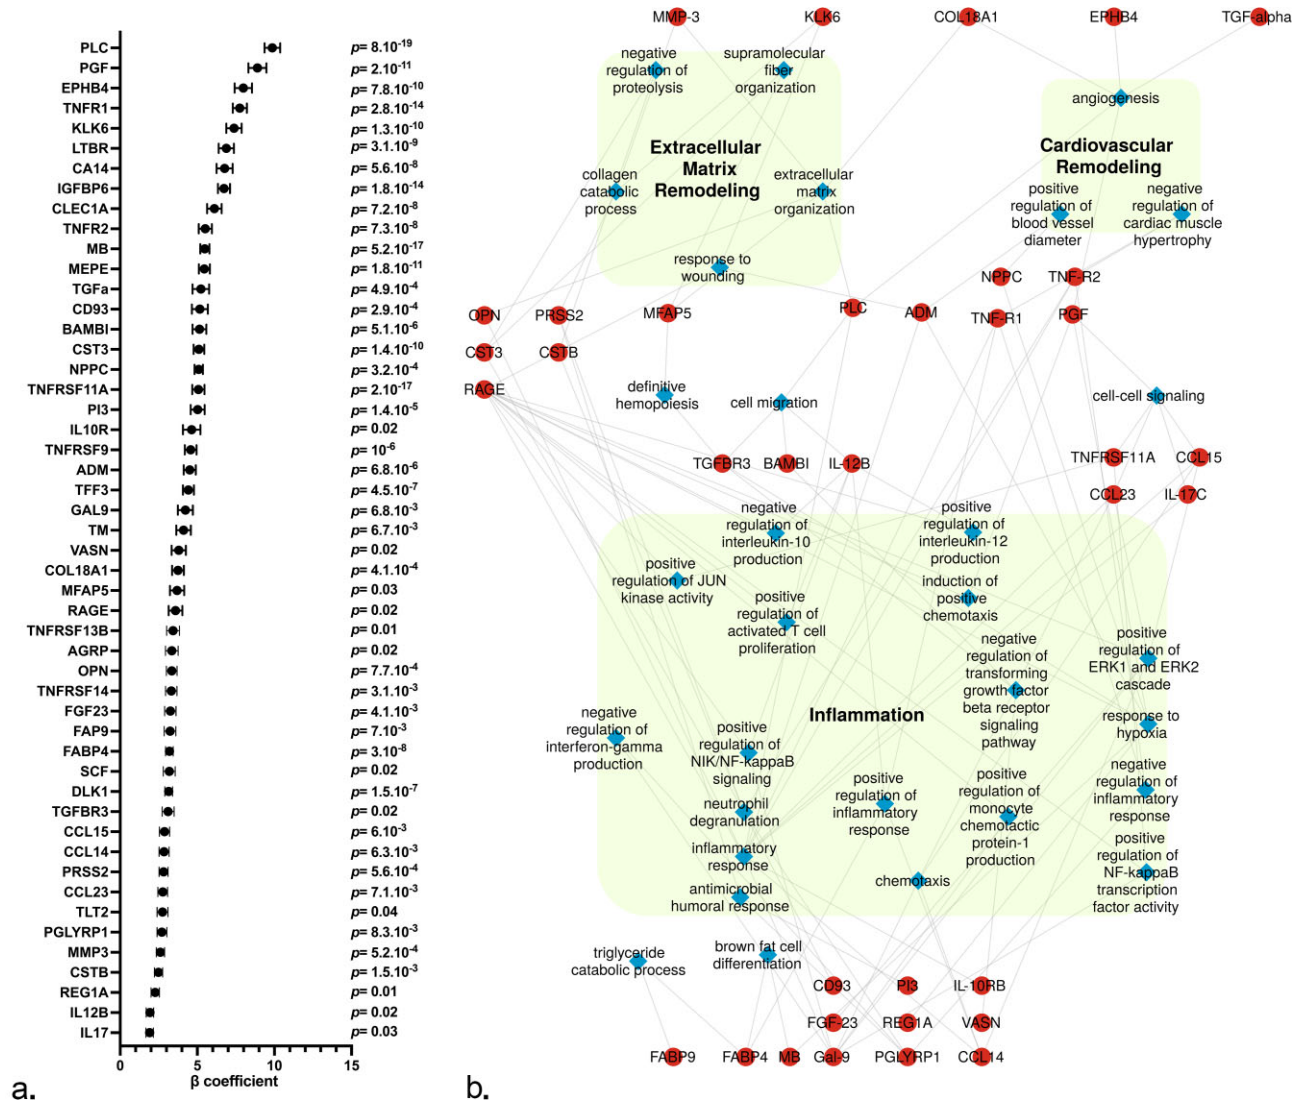 PLC p= 8.10-19
PGF p= 2.10-11
EPHB4 p= 7.8.10-10
TNFR1 p= 2.8.10-14
KLK6 p= 1.3.10-10
LTBR p= 3.1.10-9
CA14 p= 5.6.10-8
IGFBP6 p= 1.8.10-14
CLEC1A p= 7.2.10-8
TNFR2 p= 7.3.10-8
MB p= 5.2.10-17
MEPE p= 1.8.10-11
TGFa p= 4.9.10-4
CD93 p= 2.9.10-4
BAMBI p= 5.1.10-6
CST3 p= 1.4.10-10
NPPC p= 3.2.10-4
TNFRSF11A p= 2.10-17
PI3 p= 1.4.10-5
IL10R p= 0.02
TNFRSF9 p= 10-6
ADM p= 6.8.10-6
TFF3 p= 4.5.10-7
GAL9 p= 6.8.10-3
TM p= 6.7.10-3
VASN p= 0.02
COL18A1 p= 4.1.10-4
MFAP5 p= 0.03
RAGE p= 0.02
TNFRSF13B p= 0.01
AGRP p= 0.02
OPN p= 7.7.10-4
TNFRSF14 p= 3.1.10-3
FGF23 p= 4.1.10-3
FAP9 p= 7.10-3
FABP4 p= 3.10-8
SCF p= 0.02
DLK1 p= 1.5.10-7
TGFBR3 p= 0.02
CCL15 p= 6.10-3
CCL14 p= 6.3.10-3
PRSS2 p= 5.6.10-4
CCL23 p= 7.1.10-3
TLT2 p= 0.04
PGLYRP1 p= 8.3.10-3
MMP3 p= 5.2.10-4
CSTB p= 1.5.10-3
REG1A p= 0.01
IL12B p= 0.02
IL17 p= 0.03
0 5 10 15
β coefficient
a.
MMP-3 KLK6 COL18A1 EPHB4 TGF-alpha
negative
regulation of
proteolysis
supramolecular
fiber
organization
angiogenesis
Extracellular
Matrix
Remodeling
Cardiovascular
Remodeling
collagen
catabolic
process
extracellular
matrix
organization
positive
regulation of
blood vessel
diameter
negative
regulation of
cardiac muscle
hypertrophy
response to
wounding
NPPC TNF-R2
OPN PRSS2 MFAP5 PLC ADM TNF-R1 PGF
CST3 CSTB
RAGE
definitive
hemopoiesis
cell migration
cell-cell signaling
TGFBR3 BAMBI IL-12B TNFRSF11A CCL15
CCL23 IL-17C
negative
regulation of
interleukin-10
production
positive
regulation of
interleukin-12
production
positive
regulation of JUN
kinase activity
induction of
positive
chemotaxis
positive
regulation of
activated T cell
proliferation
negative
regulation of
transforming
growth factor
beta receptor
signaling
pathway
positive
regulation of
ERK1 and ERK2
cascade
Inflammation
negative
regulation of
interferon-gamma
production
response to
hypoxia
positive
regulation of
NIK/NF-kappaB
signaling
negative
regulation of
inflammatory
response
neutrophil
degranulation
positive
regulation of
inflammatory
response
positive
regulation of
monocyte
chemotactic
protein-1
production
inflammatory
response
positive
regulation of
NF-kappaB
transcription
factor activity
chemotaxis
antimicrobial
humoral response
triglyceride
catabolic process
brown fat cell
differentiation
CD93 PI3 IL-10RB
FGF-23 REG1A VASN
FABP9 FABP4 MB Gal-9 PGLYRP1 CCL14
b.